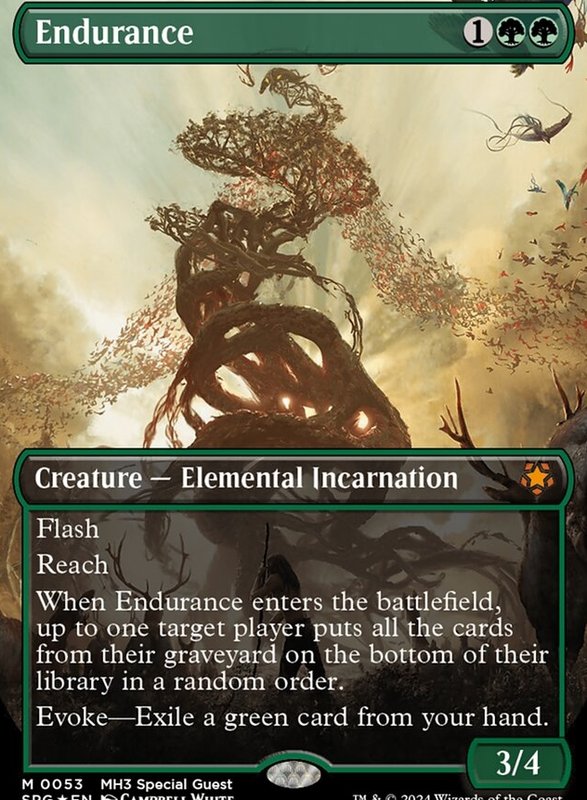 Endurance 1
Creature — Elemental Incarnation
Flash
Reach
When Endurance enters the battlefield,
up to one target player puts all the cards
from their graveyard on the bottom of their
library in a random order.
Evoke—Exile a green card from your hand.
3/4
M 0053 MH3 Special Guest
SPG★EN Campbell White
™ & © 2024 Wizards of the Coast